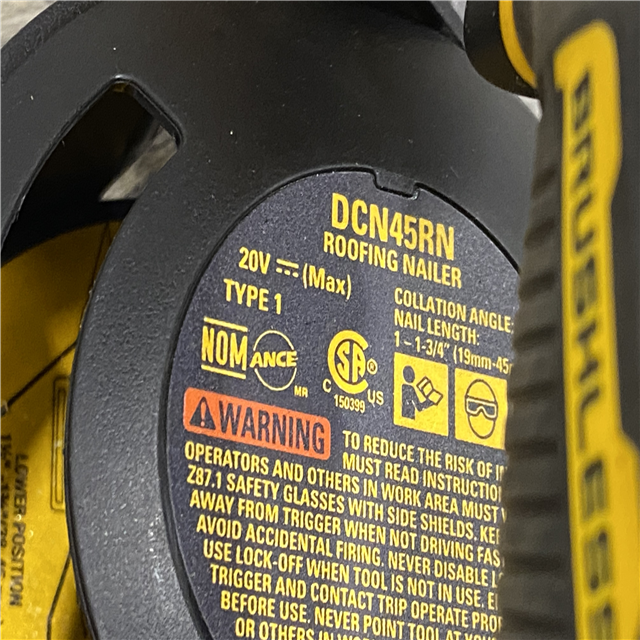 DCN45RN
ROOFING NAILER
20V (Max)
TYPE 1
COLLATION ANGLE:
NAIL LENGTH:
1 - 1-3/4" (19mm-45
NOM ANCE
MR
SA®
C US
150399
WARNING
TO REDUCE THE RISK OF
MUST READ INSTRUCTION
OPERATORS AND OTHERS IN WORK AREA MUST
Z87.1 SAFETY GLASSES WITH SIDE SHIELDS.
AWAY FROM TRIGGER WHEN NOT DRIVING
AVOID ACCIDENTAL FIRING. NEVER DISABLE
USE LOCK-OFF WHEN TOOL IS NOT IN USE.
TRIGGER AND CONTACT TRIP OPERATE
BEFORE USE. NEVER POINT TOOL AT
OR OTHERS IN
BRUSHLESS
LOWER POSITION